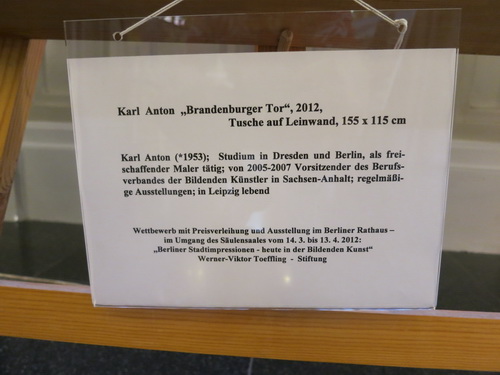 Karl Anton „Brandenburger Tor“, 2012,
Tusche auf Leinwand, 155 x 115 cm
Karl Anton (*1953); Studium in Dresden und Berlin, als frei-
schaffender Maler tätig; von 2005-2007 Vorsitzender des Berufs-
verbandes der Bildenden Künstler in Sachsen-Anhalt; regelmäßi-
ge Ausstellungen; in Leipzig lebend
Wettbewerb mit Preisverleihung und Ausstellung im Berliner Rathaus –
im Umgang des Säulensaales vom 14. 3. bis 13. 4. 2012:
„Berliner Stadtimpressionen - heute in der Bildenden Kunst“
Werner-Viktor Toeffling - Stiftung